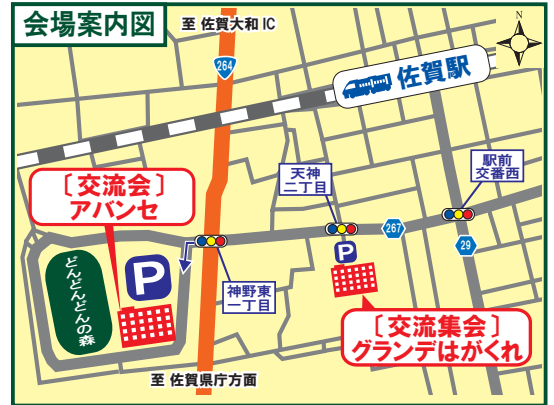 会場案内図
至 佐賀大和 IC
N
264
佐賀駅
〔交流会〕
アバンセ
天神
二丁目
駅前
交番西
267
29
どんどんどんの森
P
P
神野東
一丁目
〔交流集会〕
グランデはがくれ
至 佐賀県庁方面